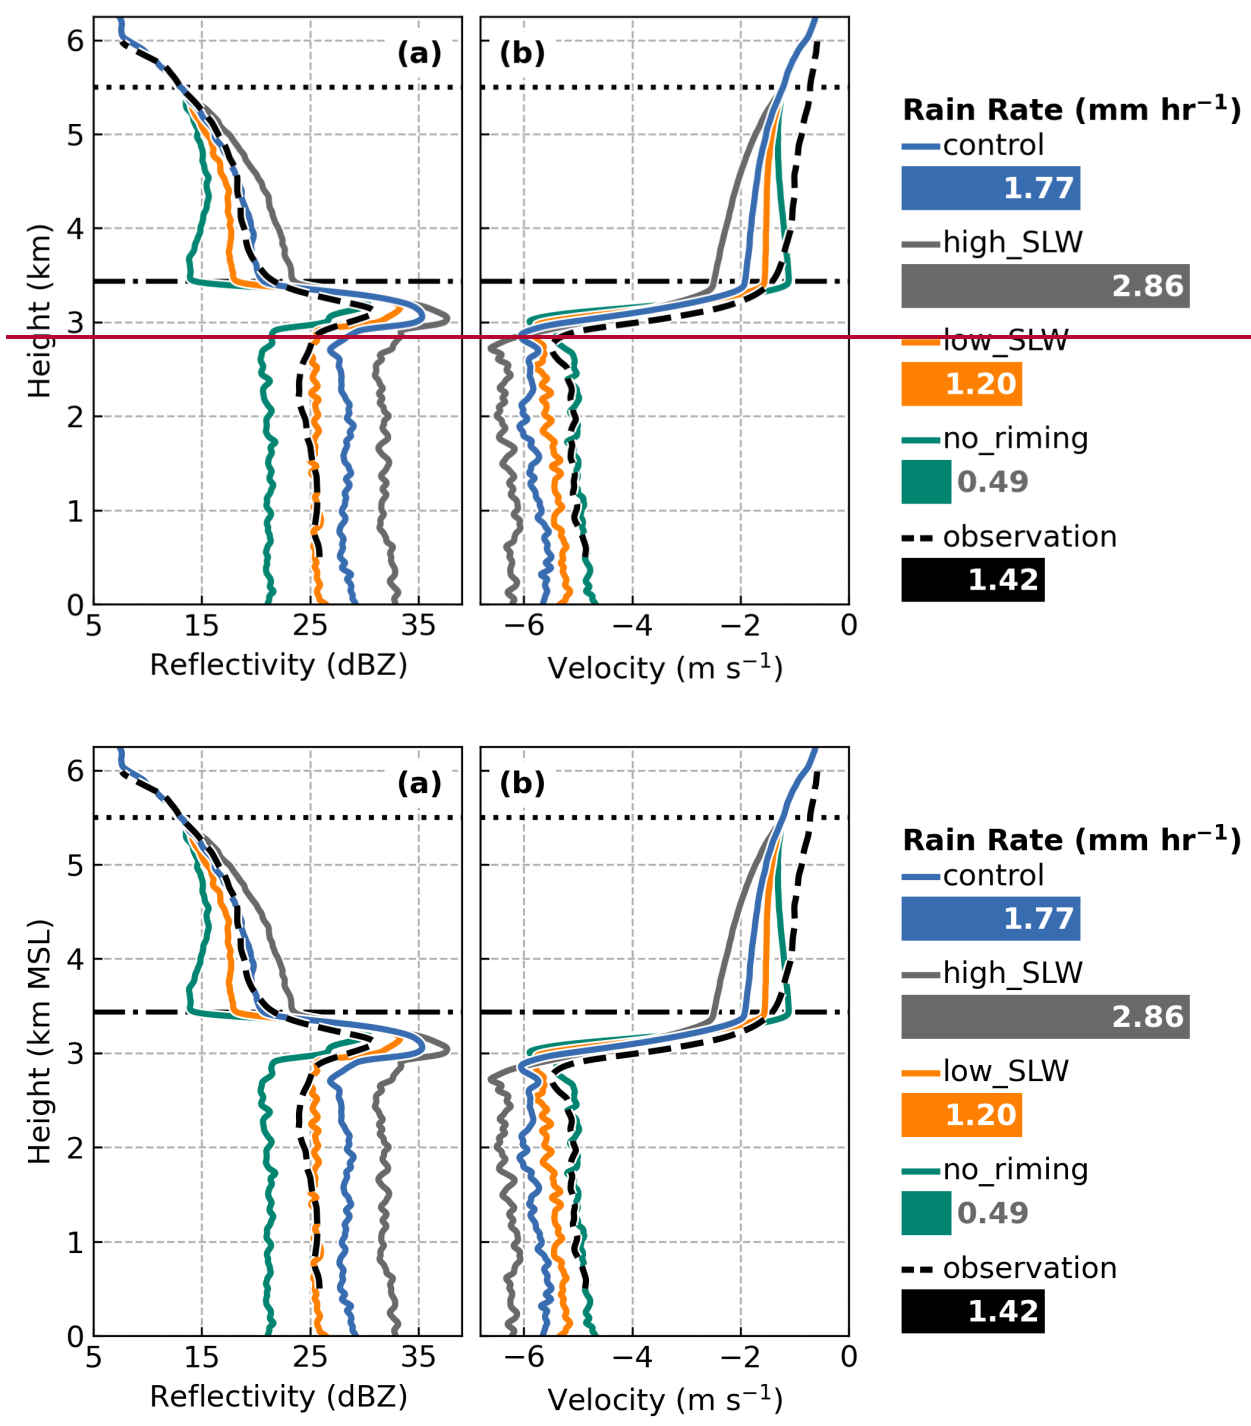 (a)
(b)
6
5
4
3
2
1
0
Height (km)
5
15
25
35
Reflectivity (dBZ)
−6
−4
−2
0
Velocity (m s⁻¹)
Rain Rate (mm hr⁻¹)
control
1.77
high_SLW
2.86
low_SLW
1.20
no_riming
0.49
observation
1.42
(a)
(b)
6
5
4
3
2
1
0
Height (km MSL)
5
15
25
35
Reflectivity (dBZ)
−6
−4
−2
0
Velocity (m s⁻¹)
Rain Rate (mm hr⁻¹)
control
1.77
high_SLW
2.86
low_SLW
1.20
no_riming
0.49
observation
1.42